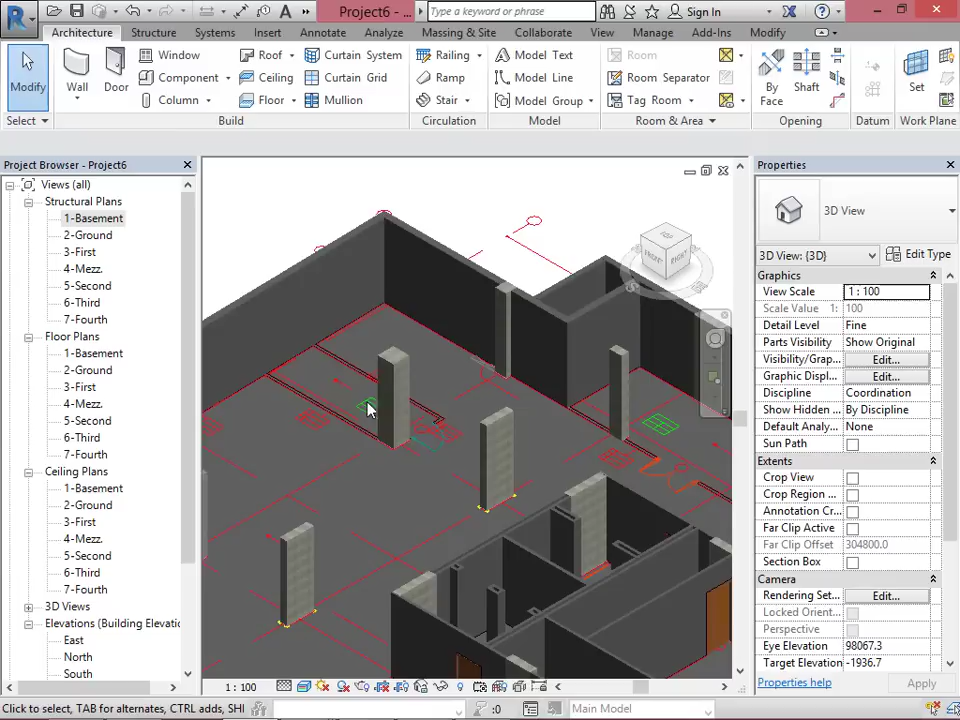 Project6 - ...
Type a keyword or phrase
Sign In
Architecture
Structure
Systems
Insert
Annotate
Analyze
Massing & Site
Collaborate
View
Manage
Add-Ins
Modify
Modify
Wall
Door
Window
Component
Column
Roof
Ceiling
Floor
Curtain System
Curtain Grid
Mullion
Railing
Ramp
Stair
Model Text
Model Line
Model Group
Room
Room Separator
Tag Room
By
Face
Shaft
Set
Select
Build
Circulation
Model
Room & Area
Opening
Datum
Work Plane
Project Browser - Project6
Views (all)
Structural Plans
1-Basement
2-Ground
3-First
4-Mezz.
5-Second
6-Third
7-Fourth
Floor Plans
1-Basement
2-Ground
3-First
4-Mezz.
5-Second
6-Third
7-Fourth
Ceiling Plans
1-Basement
2-Ground
3-First
4-Mezz.
5-Second
6-Third
7-Fourth
3D Views
Elevations (Building Elevatio
East
North
South
FRONT
RIGHT
Properties
3D View
3D View: {3D}
Edit Type
Graphics
View Scale 1 : 100
Scale Value 1: 100
Detail Level Fine
Parts Visibility Show Original
Visibility/Grap... Edit...
Graphic Displ... Edit...
Discipline Coordination
Show Hidden ... By Discipline
Default Analy... None
Sun Path
Extents
Crop View
Crop Region ...
Annotation Cr...
Far Clip Active
Far Clip Offset 304800.0
Section Box
Camera
Rendering Set... Edit...
Locked Orient...
Perspective
Eye Elevation 98067.3
Target Elevation -1936.7
Properties help
Apply
1 : 100
Click to select, TAB for alternates, CTRL adds, SHI
:0
Main Model